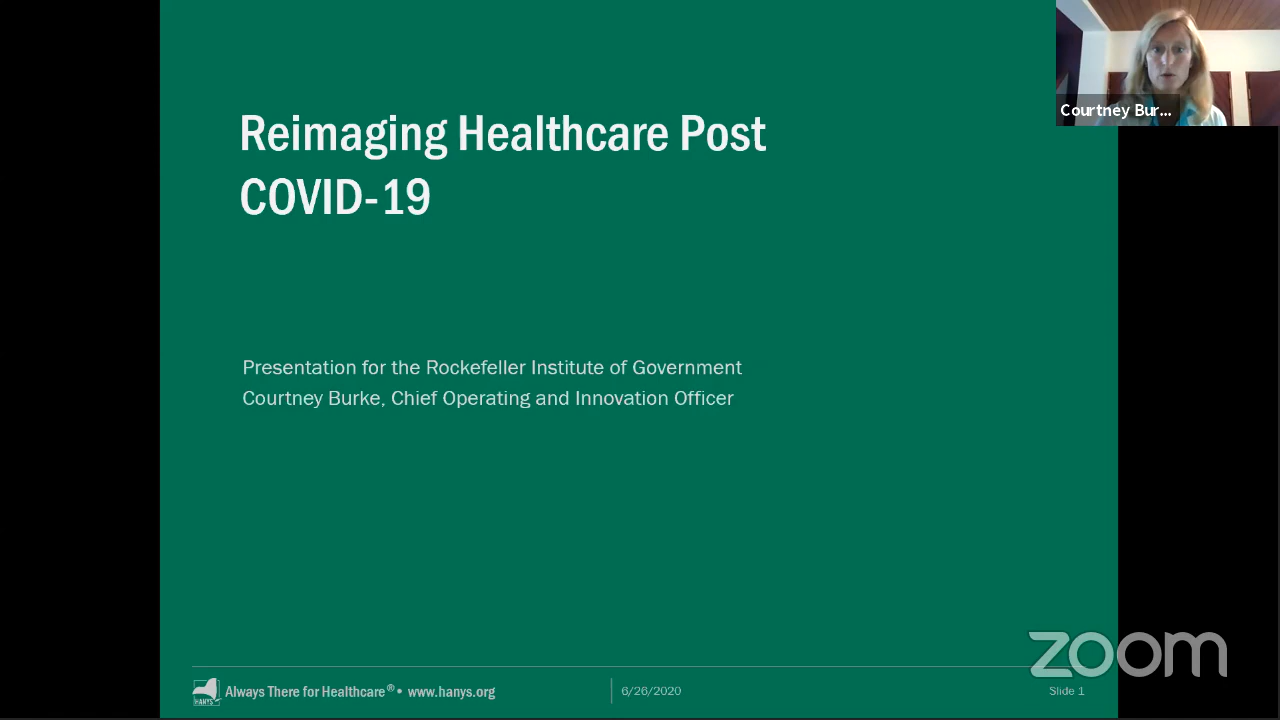 Reimaging Healthcare Post
COVID-19
Courtney Bur...
Presentation for the Rockefeller Institute of Government
Courtney Burke, Chief Operating and Innovation Officer
zoom
HANYS
Always There for Healthcare®• www.hanys.org
6/26/2020
Slide 1